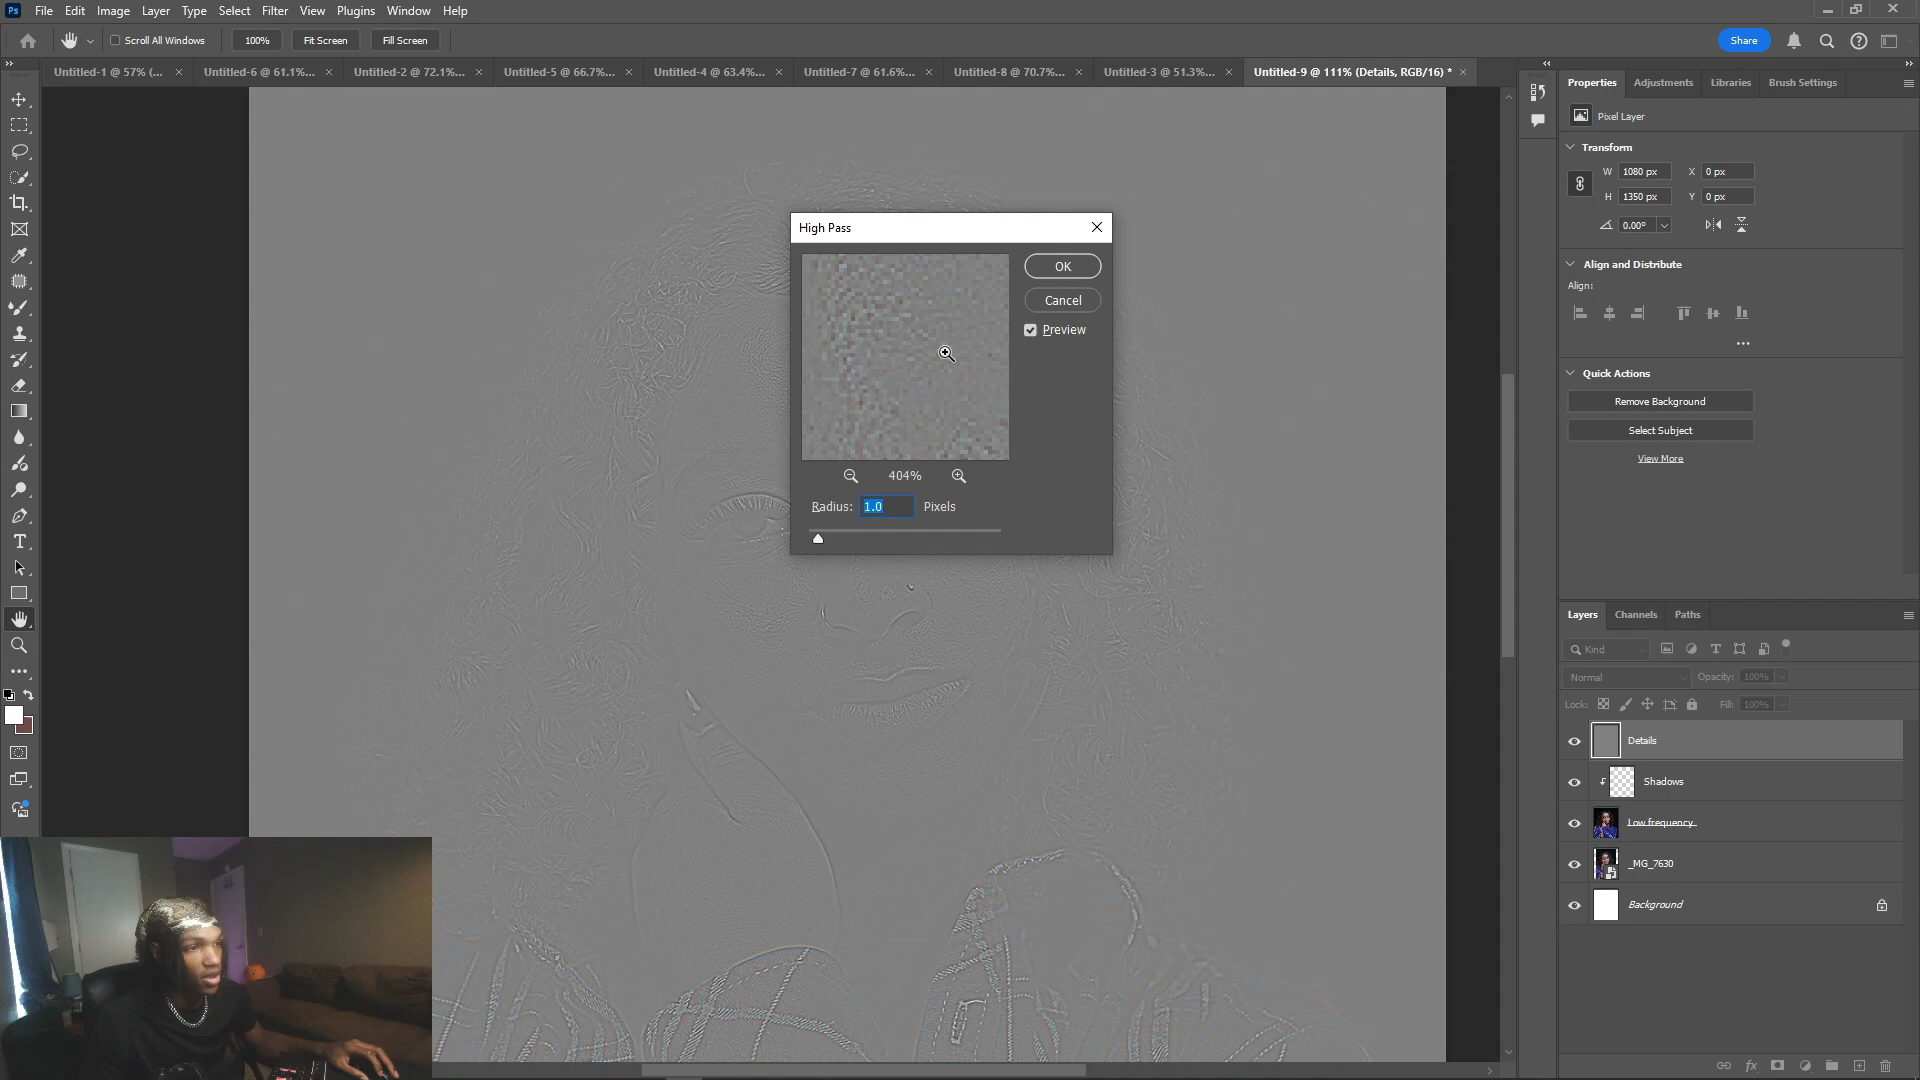 Ps File Edit Image Layer Type Select Filter View Plugins Window Help
Scroll All Windows 100% Fit Screen Fill Screen Share
Untitled-1 @ 57% (... Untitled-6 @ 61.1%... Untitled-2 @ 72.1%... Untitled-5 @ 66.7%... Untitled-4 @ 63.4%... Untitled-7 @ 61.6%... Untitled-8 @ 70.7%... Untitled-3 @ 51.3%... Untitled-9 @ 111% (Details, RGB/16) *
Properties Adjustments Libraries Brush Settings
Pixel Layer
Transform
W 1080 px X 0 px
H 1350 px Y 0 px
0.00°
Align and Distribute
Align:
Quick Actions
Remove Background
Select Subject
View More
High Pass
OK
Cancel
Preview
404%
Radius: 1.0 Pixels
Layers Channels Paths
Kind
Normal Opacity: 100%
Lock: Fill: 100%
Details
Shadows
Low frequency
_MG_7630
Background